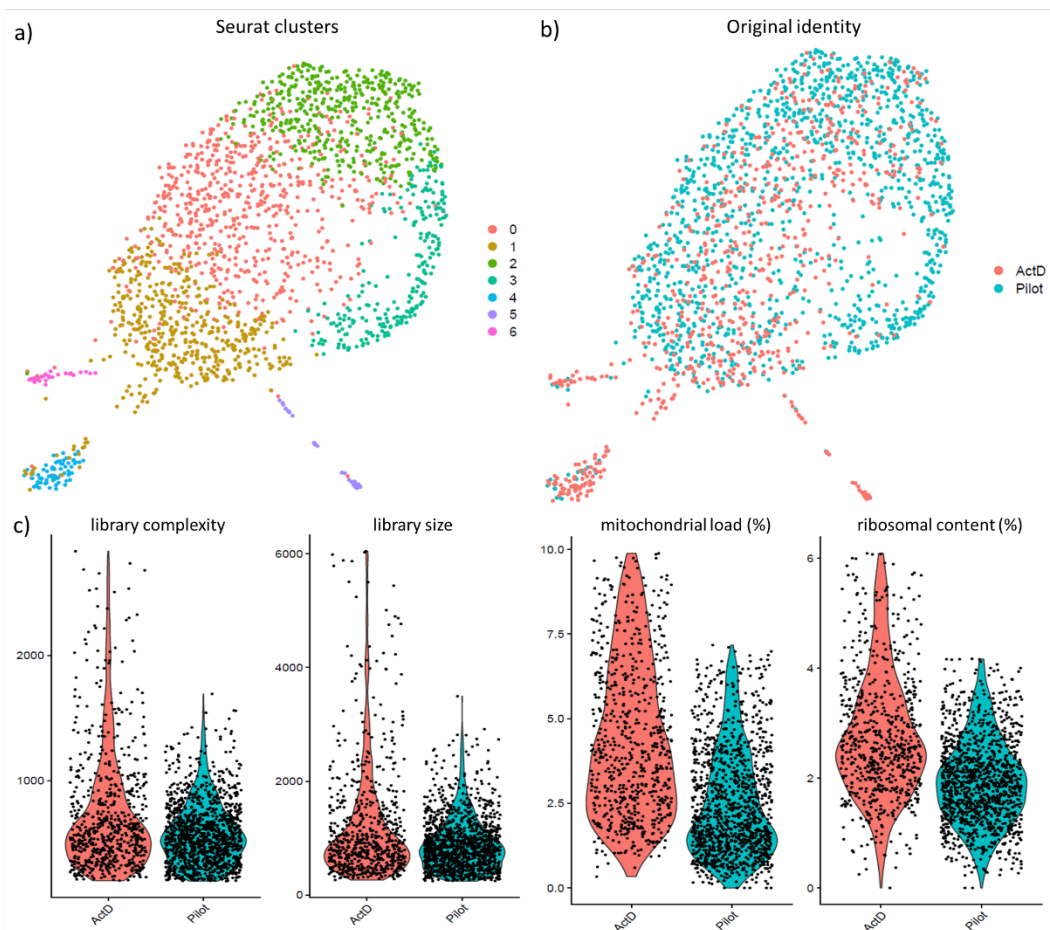 a)
Seurat clusters
0
1
2
3
4
5
6
b)
Original identity
ActD
Pilot
c)
library complexity
2000
1000
ActD
Pilot
library size
6000
4000
2000
0
ActD
Pilot
mitochondrial load (%)
10.0
7.5
5.0
2.5
0.0
ActD
Pilot
ribosomal content (%)
6
4
2
0
ActD
Pilot